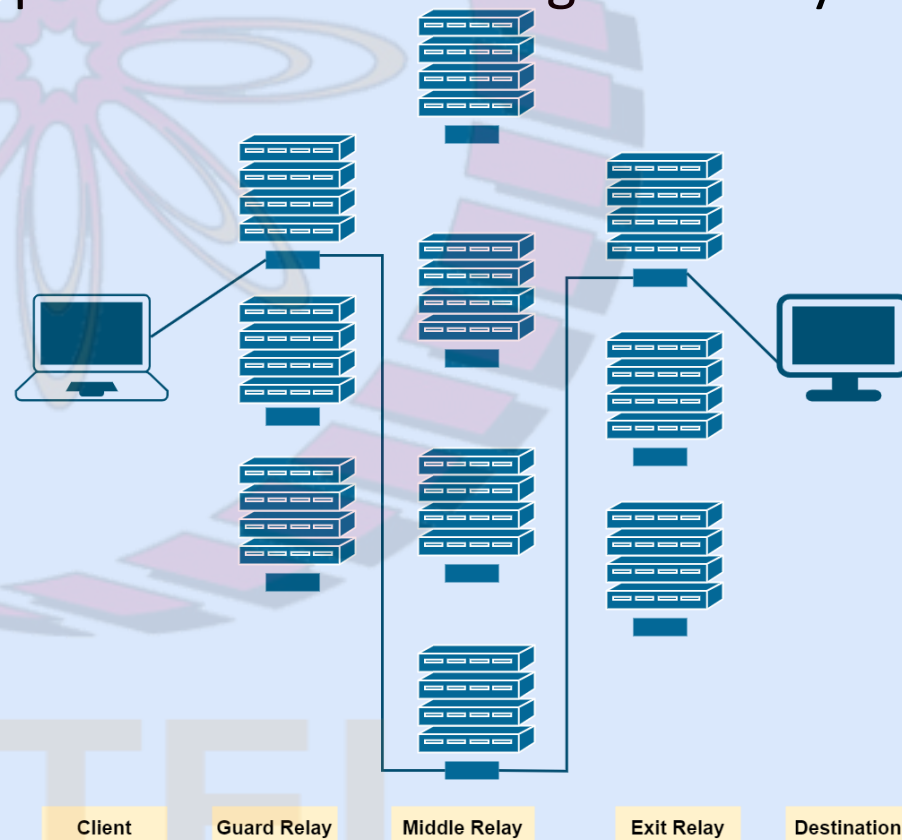 Client
Guard Relay
Middle Relay
Exit Relay
Destination